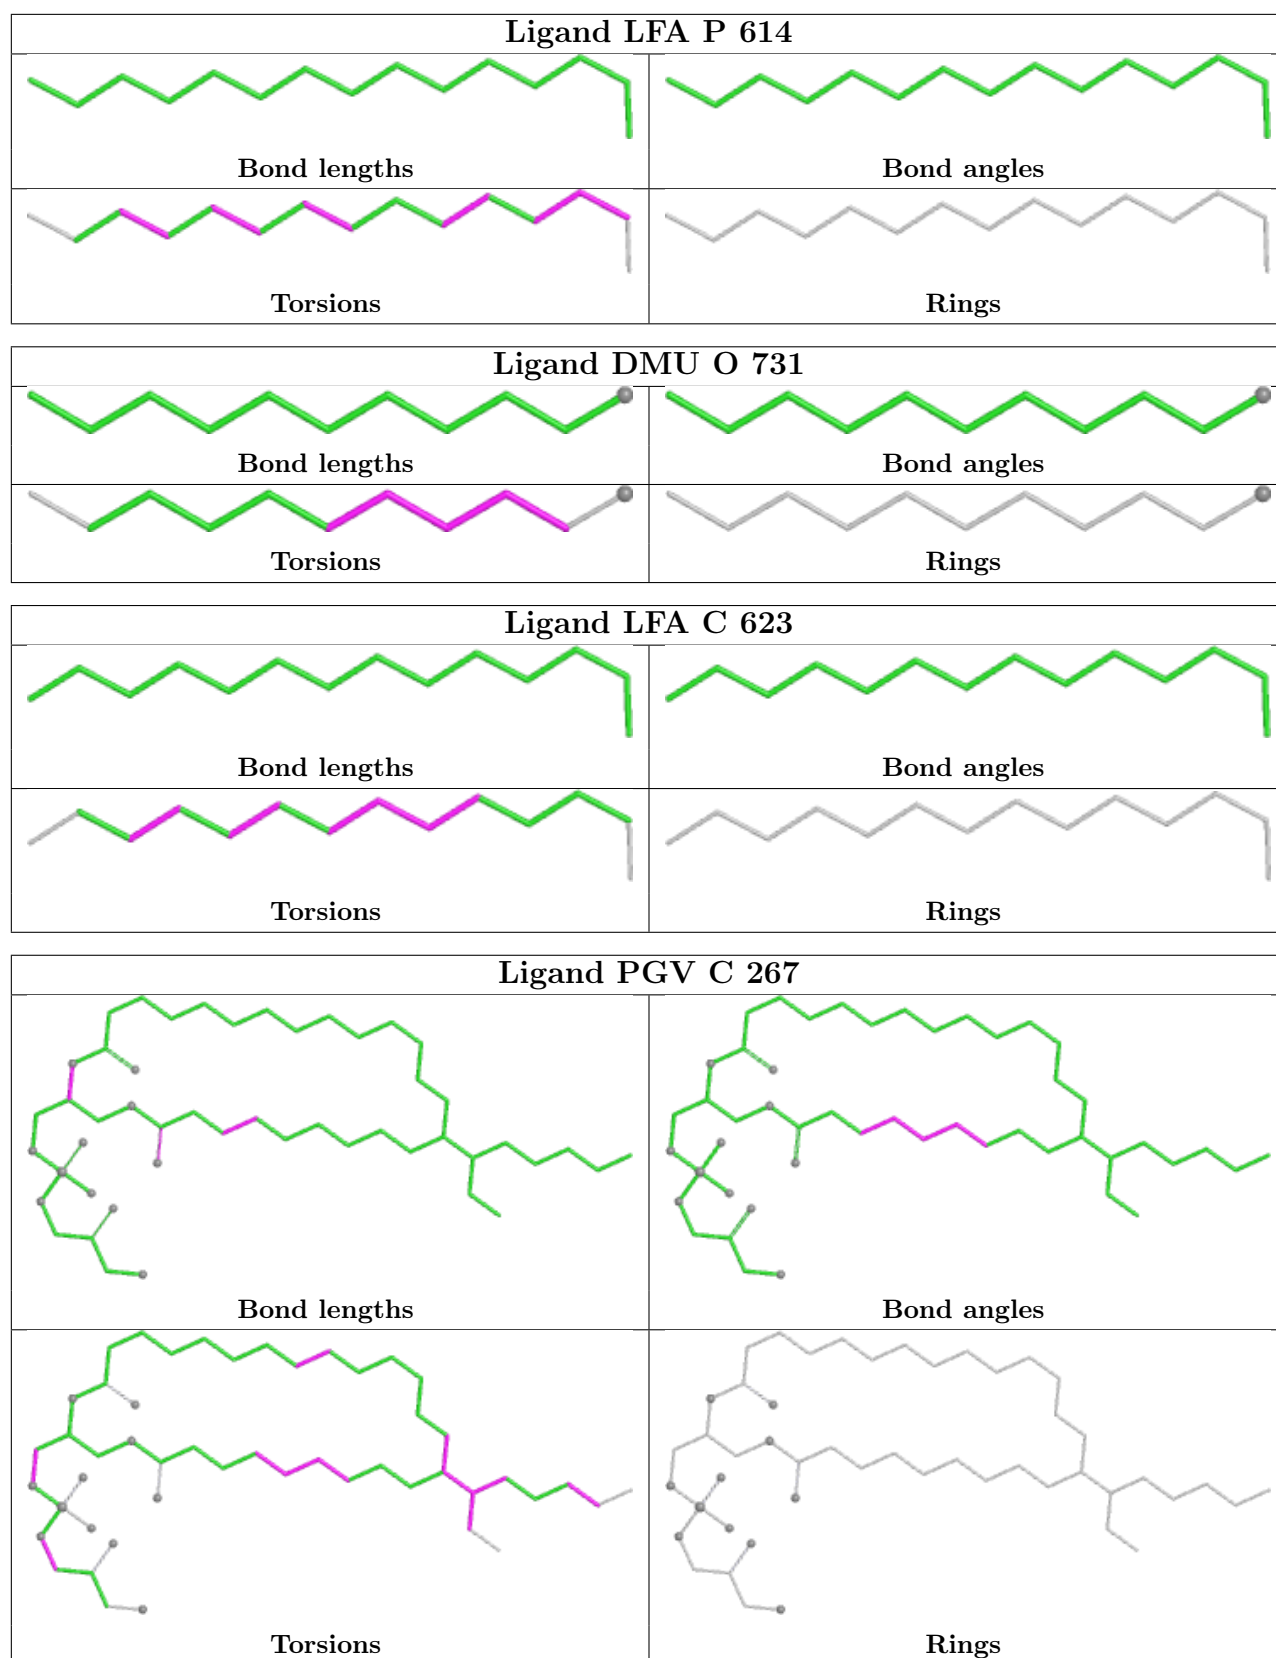 Ligand LFA P 614
Bond lengths
Bond angles
Torsions
Rings
Ligand DMU O 731
Bond lengths
Bond angles
Torsions
Rings
Ligand LFA C 623
Bond lengths
Bond angles
Torsions
Rings
Ligand PGV C 267
Bond lengths
Bond angles
Torsions
Rings